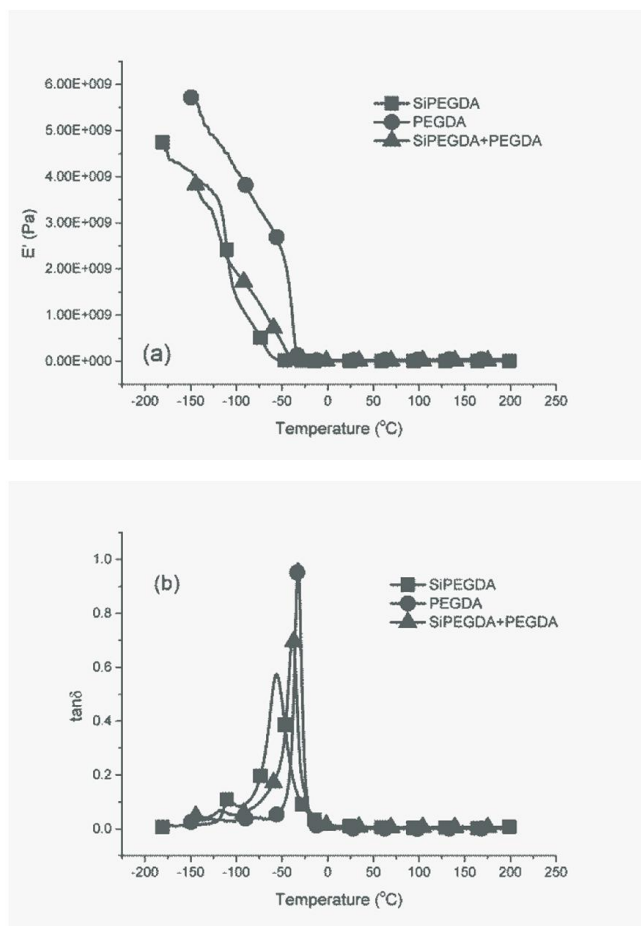 6.00E+009
5.00E+009
4.00E+009
3.00E+009
2.00E+009
1.00E+009
0.00E+000
E' (Pa)
SiPEGDA
PEGDA
SiPEGDA+PEGDA
(a)
-200 -150 -100 -50 0 50 100 150 200 250
Temperature (°C)
1.0
0.8
0.6
0.4
0.2
0.0
tanδ
(b)
SiPEGDA
PEGDA
SiPEGDA+PEGDA
-200 -150 -100 -50 0 50 100 150 200 250
Temperature (°C)